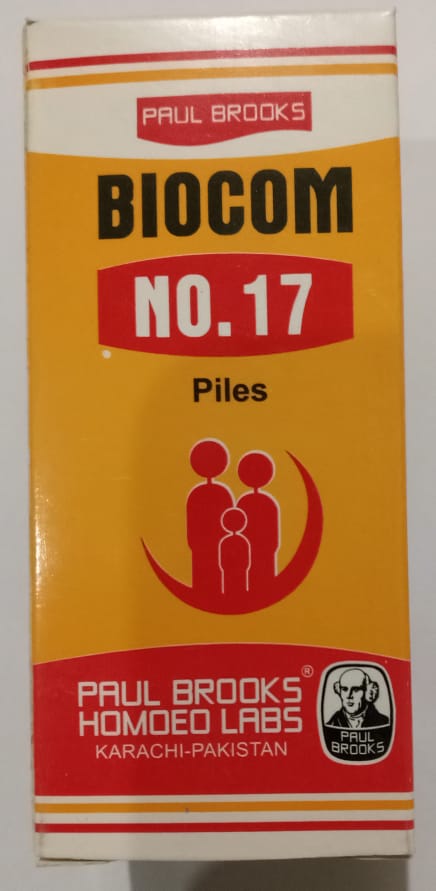 PAUL BROOKS
BIOCOM
NO. 17
Piles
PAUL BROOKS®
HOMOEO LABS
KARACHI-PAKISTAN
PAUL
BROOKS